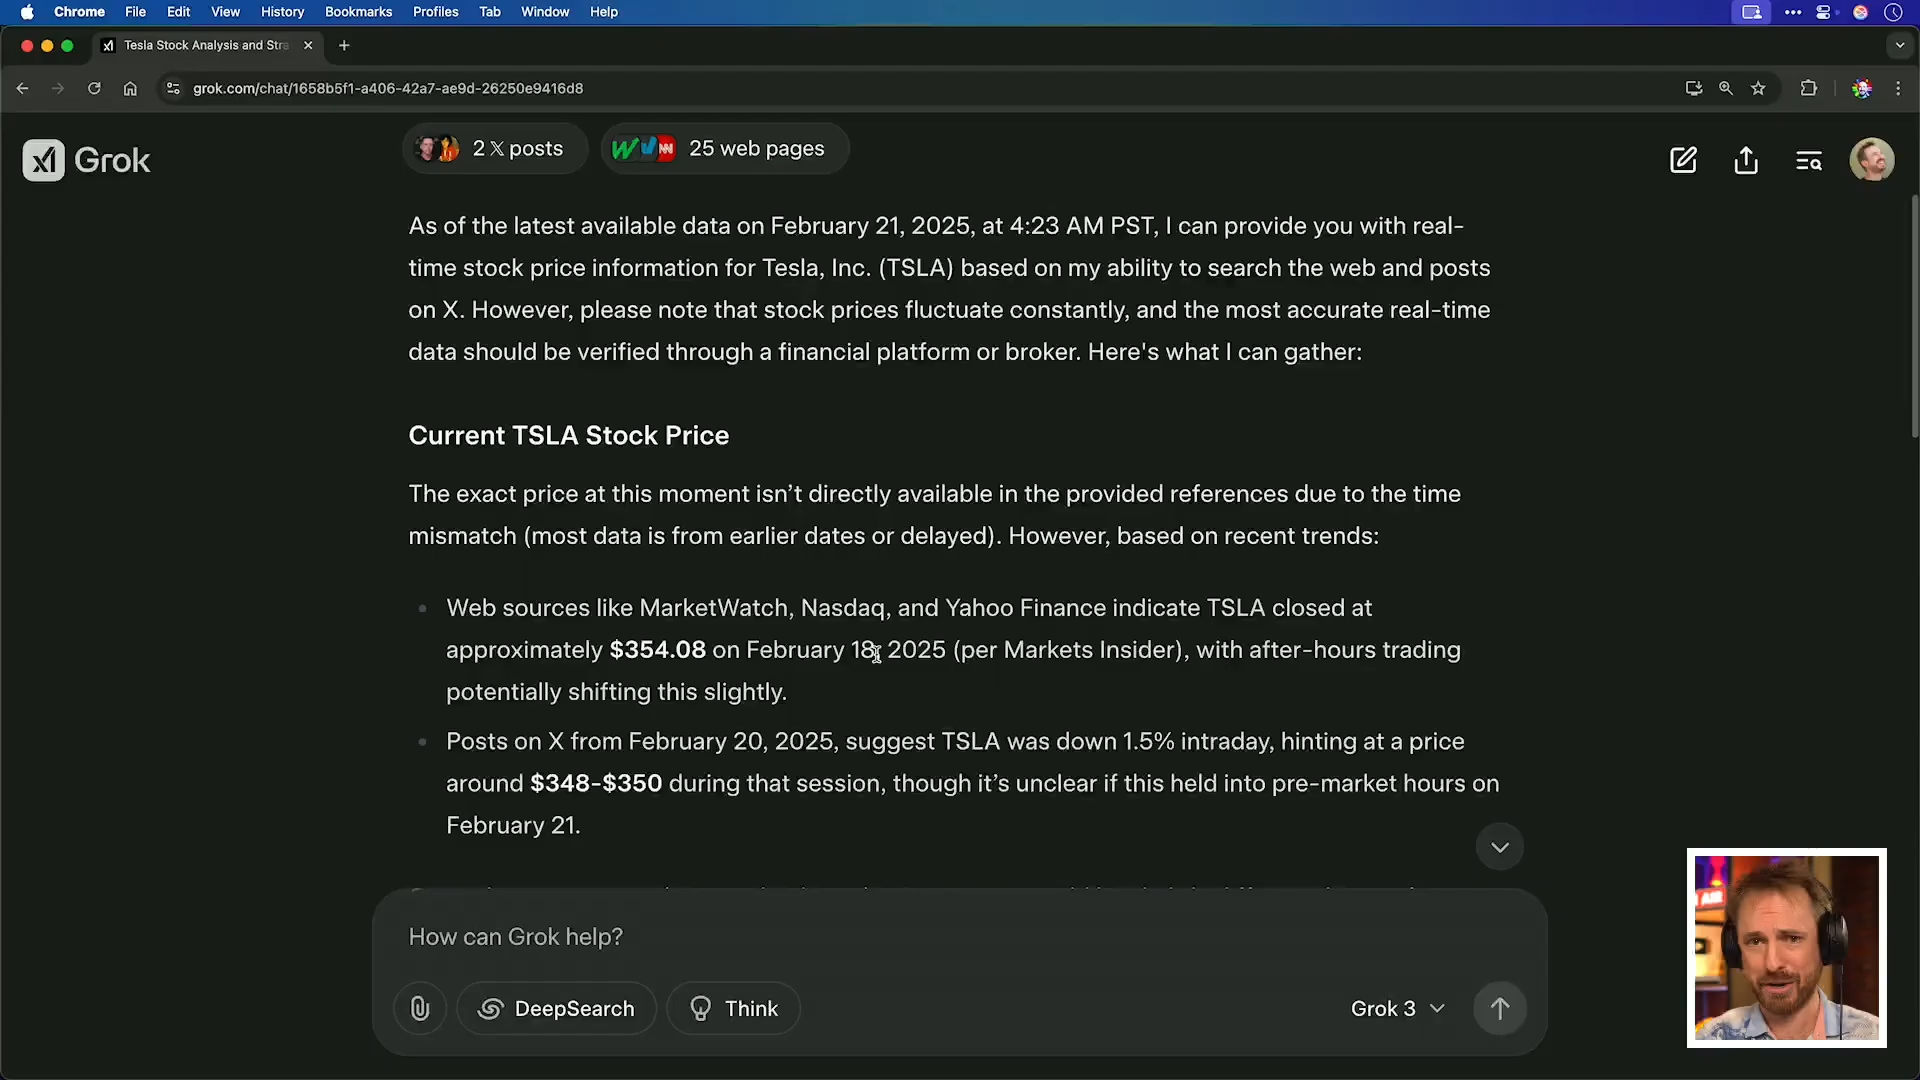 Chrome File Edit View History Bookmarks Profiles Tab Window Help
Tesla Stock Analysis and Stra
grok.com/chat/1658b5f1-a406-42a7-ae9d-26250e9416d8
Grok
2 X posts
25 web pages
As of the latest available data on February 21, 2025, at 4:23 AM PST, I can provide you with real-
time stock price information for Tesla, Inc. (TSLA) based on my ability to search the web and posts
on X. However, please note that stock prices fluctuate constantly, and the most accurate real-time
data should be verified through a financial platform or broker. Here's what I can gather:
Current TSLA Stock Price
The exact price at this moment isn’t directly available in the provided references due to the time
mismatch (most data is from earlier dates or delayed). However, based on recent trends:
Web sources like MarketWatch, Nasdaq, and Yahoo Finance indicate TSLA closed at
approximately $354.08 on February 18, 2025 (per Markets Insider), with after-hours trading
potentially shifting this slightly.
Posts on X from February 20, 2025, suggest TSLA was down 1.5% intraday, hinting at a price
around $348-$350 during that session, though it’s unclear if this held into pre-market hours on
February 21.
How can Grok help?
DeepSearch
Think
Grok 3